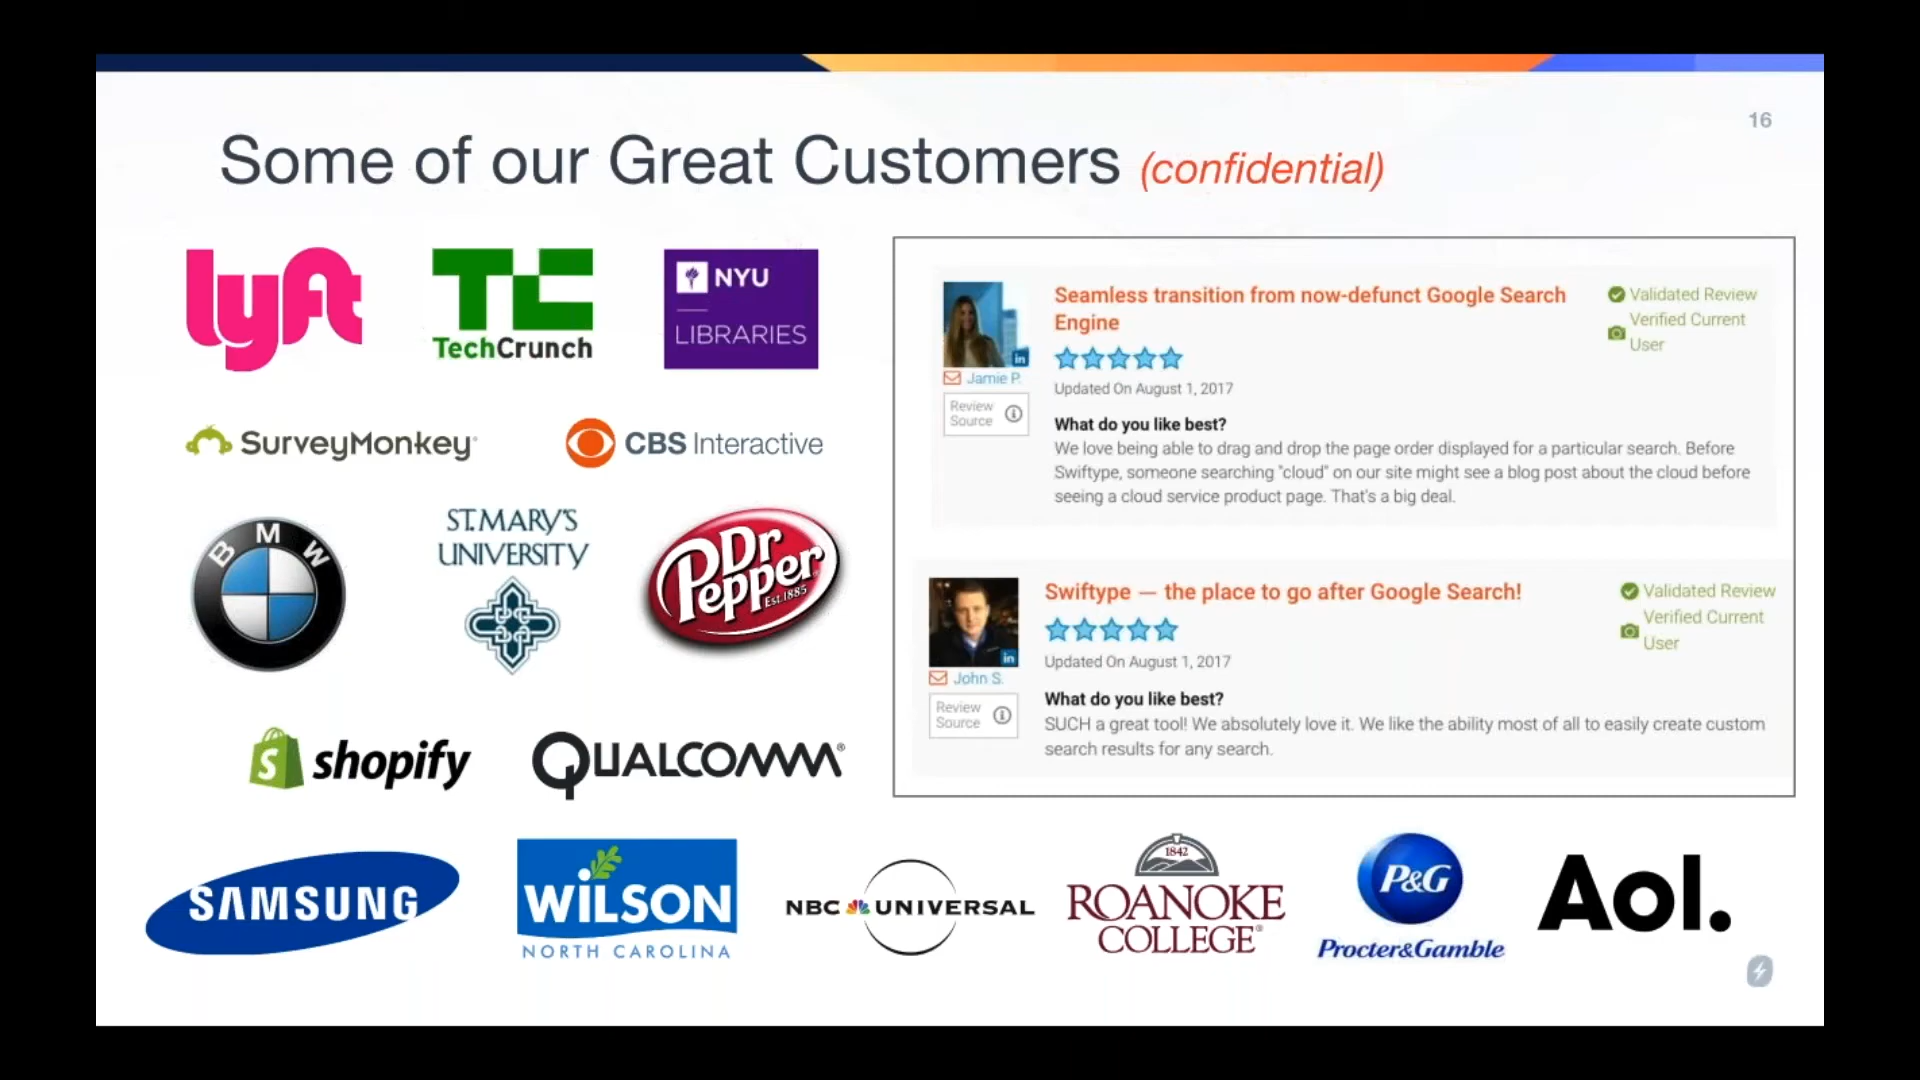 16
Some of our Great Customers (confidential)
lyft
TC
TechCrunch
NYU
LIBRARIES
SurveyMonkey®
CBS Interactive
BMW
ST. MARY'S
UNIVERSITY
Dr
Pepper
Est. 1885
shopify
QUALCOMM®
Seamless transition from now-defunct Google Search
Engine
Validated Review
Verified Current
User
in
Jamie P.
Updated On August 1, 2017
Review
Source
What do you like best?
We love being able to drag and drop the page order displayed for a particular search. Before
Swiftype, someone searching "cloud" on our site might see a blog post about the cloud before
seeing a cloud service product page. That's a big deal.
Swiftype — the place to go after Google Search!
Validated Review
Verified Current
User
in
John S.
Updated On August 1, 2017
Review
Source
What do you like best?
SUCH a great tool! We absolutely love it. We like the ability most of all to easily create custom
search results for any search.
SAMSUNG
WiLSON
NORTH CAROLINA
NBC UNIVERSAL
1842
ROANOKE
COLLEGE®
P&G
Procter&Gamble
Aol.